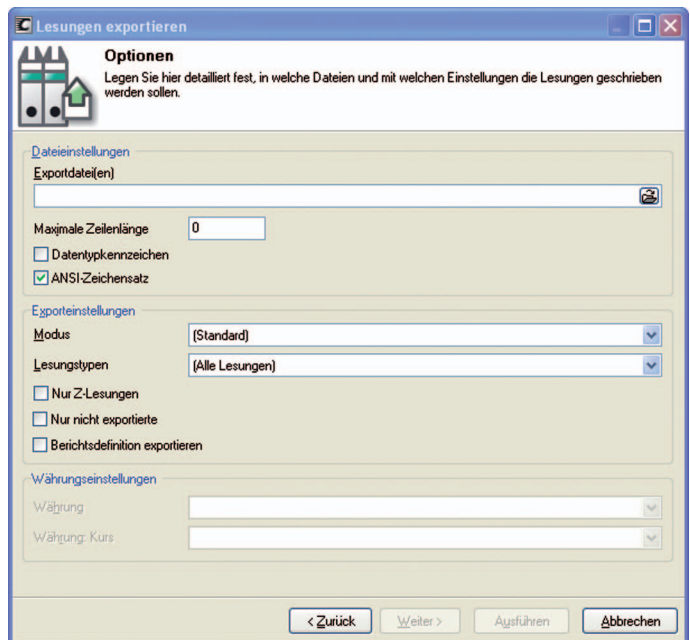 Lesungen exportieren
Optionen
Legen Sie hier detailliert fest, in welche Dateien und mit welchen Einstellungen die Lesungen geschrieben
werden sollen.
Dateieinstellungen
Exportdatei(en)
Maximale Zeilenlänge 0
Datentypkennzeichen
ANSI-Zeichensatz
Exporteinstellungen
Modus (Standard)
Lesungstypen (Alle Lesungen)
Nur Z-Lesungen
Nur nicht exportierte
Berichtsdefinition exportieren
Währungseinstellungen
Währung
Währung: Kurs
< Zurück Weiter > Ausführen Abbrechen